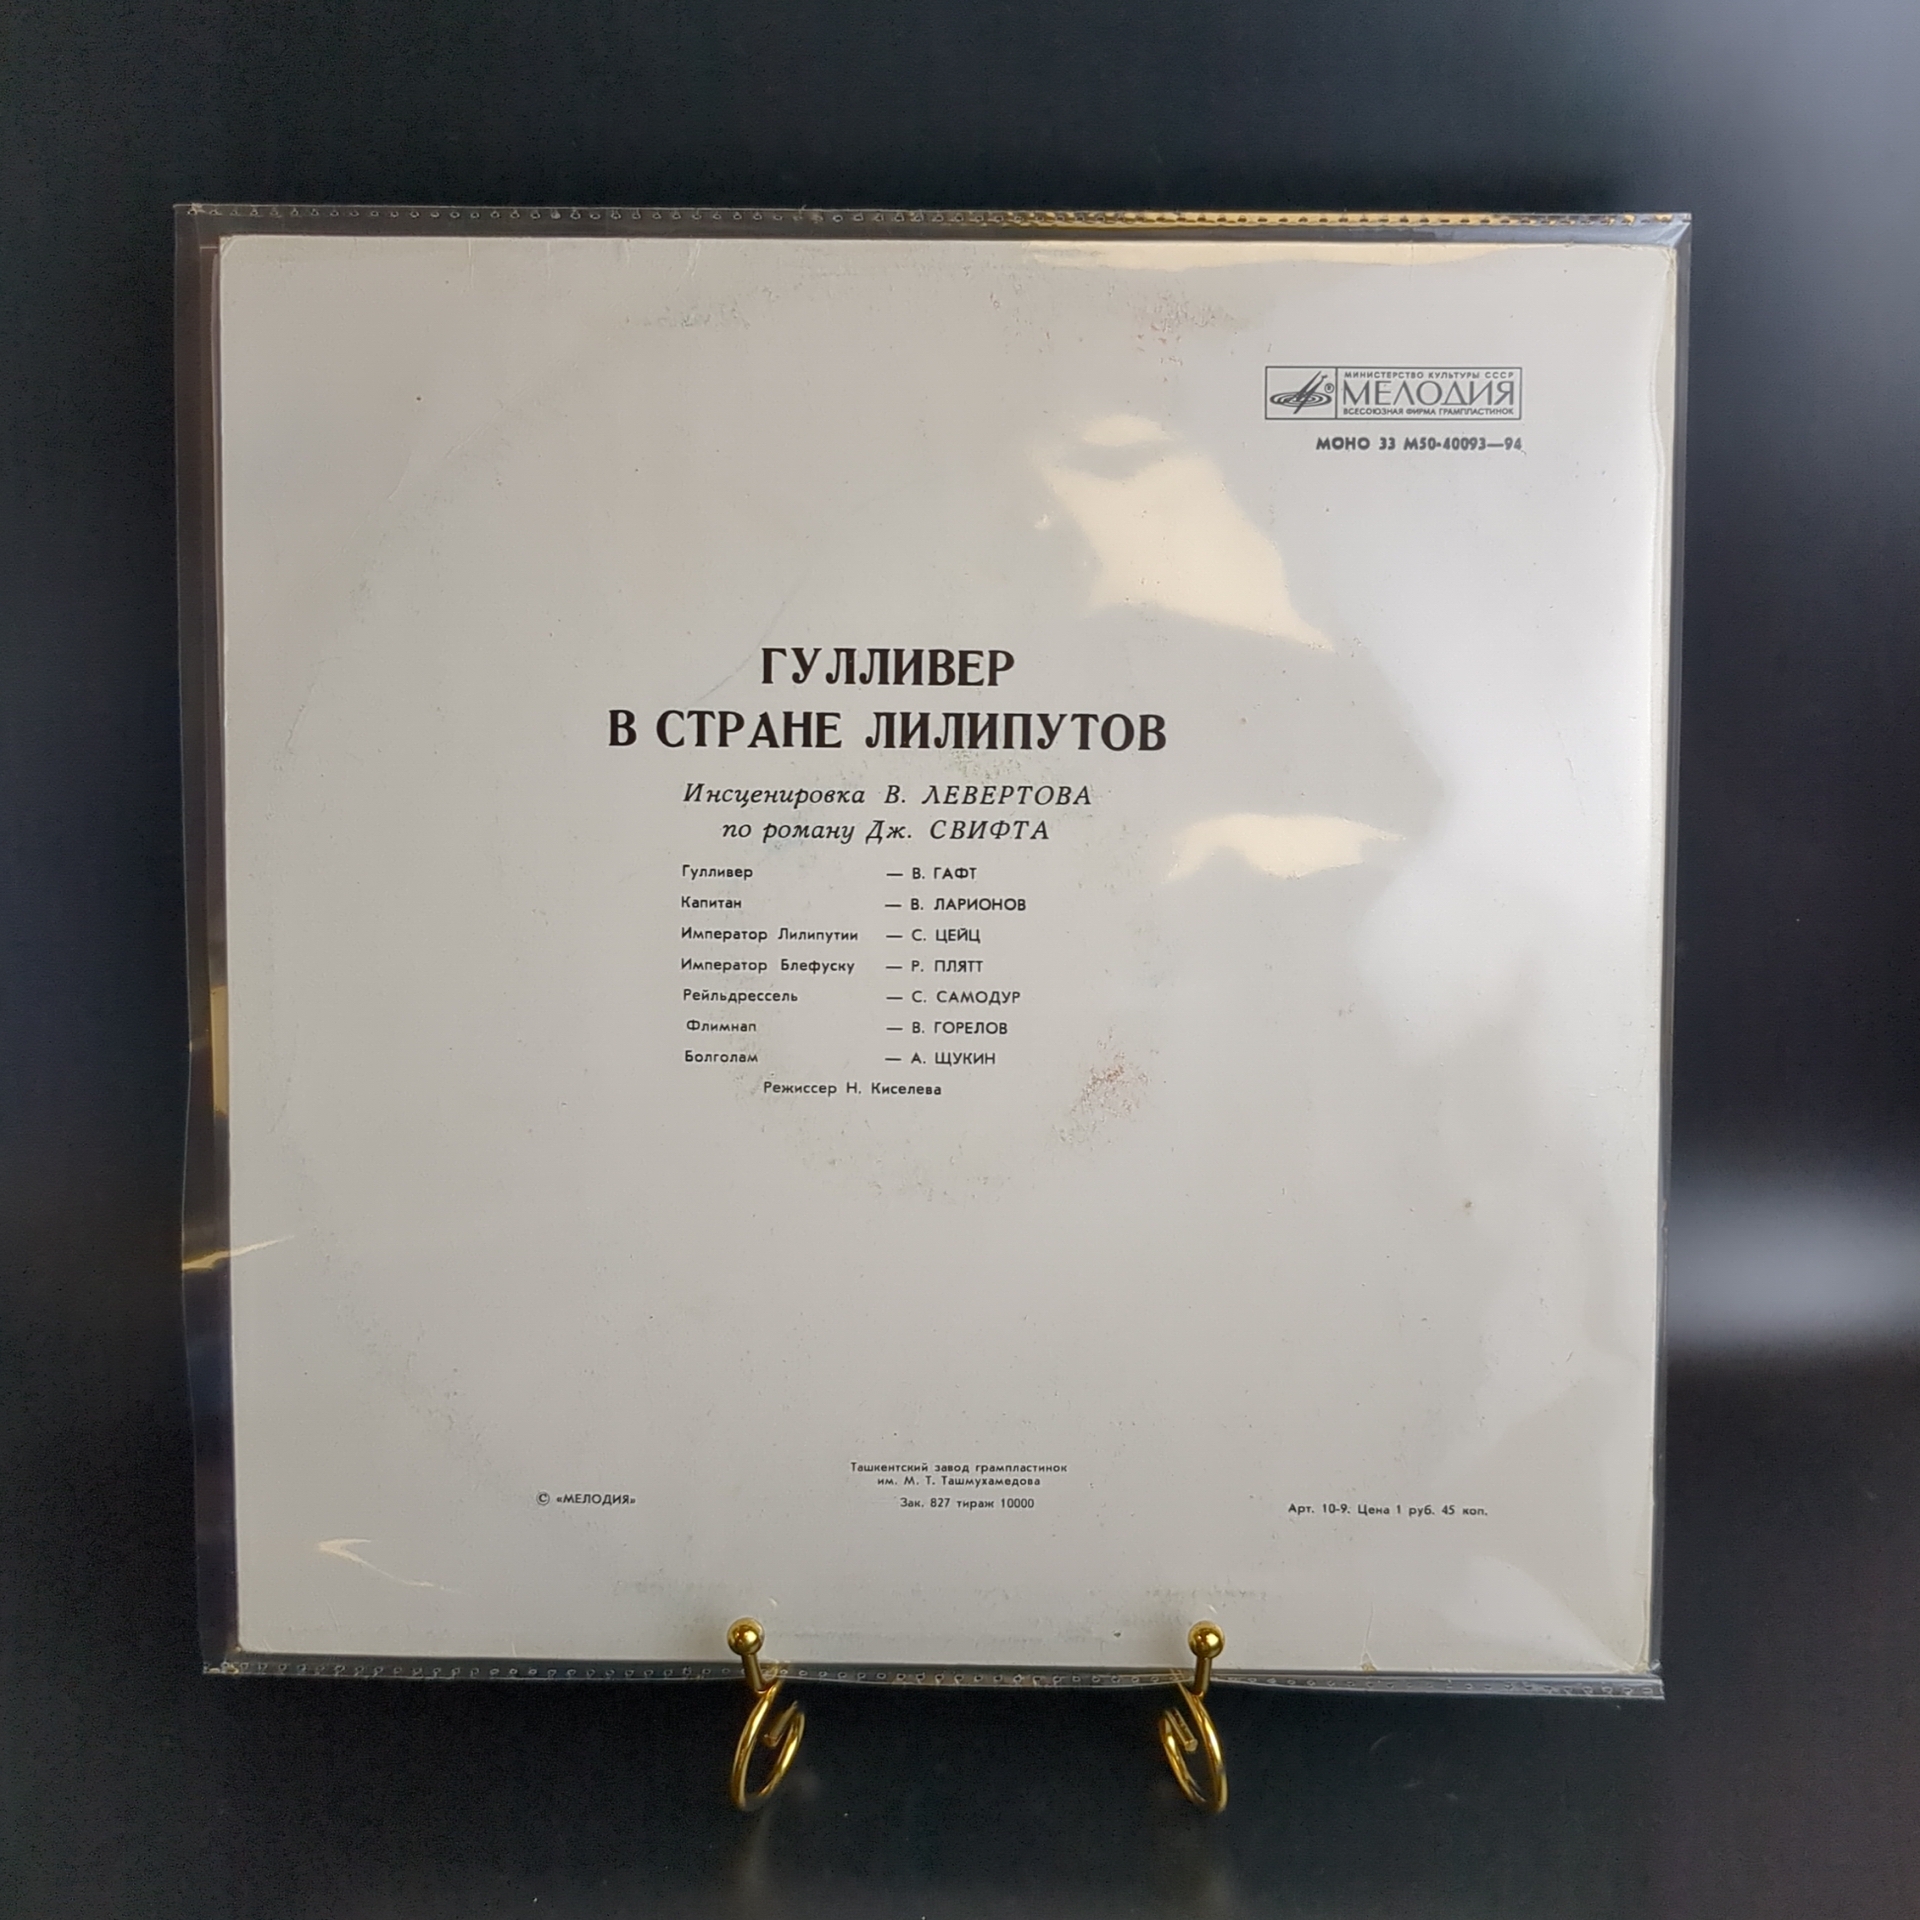 МИНИСТЕРСТВО КУЛЬТУРЫ СССР
МЕЛОДИЯ
ВСЕСОЮЗНАЯ ФИРМА ГРАМПЛАСТИНОК
МОНО 33 М50-40093—94
ГУЛЛИВЕР
В СТРАНЕ ЛИЛИПУТОВ
Инсценировка В. ЛЕВЕРТОВА
по роману Дж. СВИФТА
Гулливер — В. ГАФТ
Капитан — В. ЛАРИОНОВ
Император Лилипутии — С. ЦЕЙЦ
Император Блефуску — Р. ПЛЯТТ
Рейльдрессель — С. САМОДУР
Флимнап — В. ГОРЕЛОВ
Болголам — А. ЩУКИН
Режиссер Н. Киселева
Ташкентский завод грампластинок
им. М. Т. Ташмухамедова
Зак. 827 тираж 10000
© «МЕЛОДИЯ»
Арт. 10-9. Цена 1 руб. 45 коп.